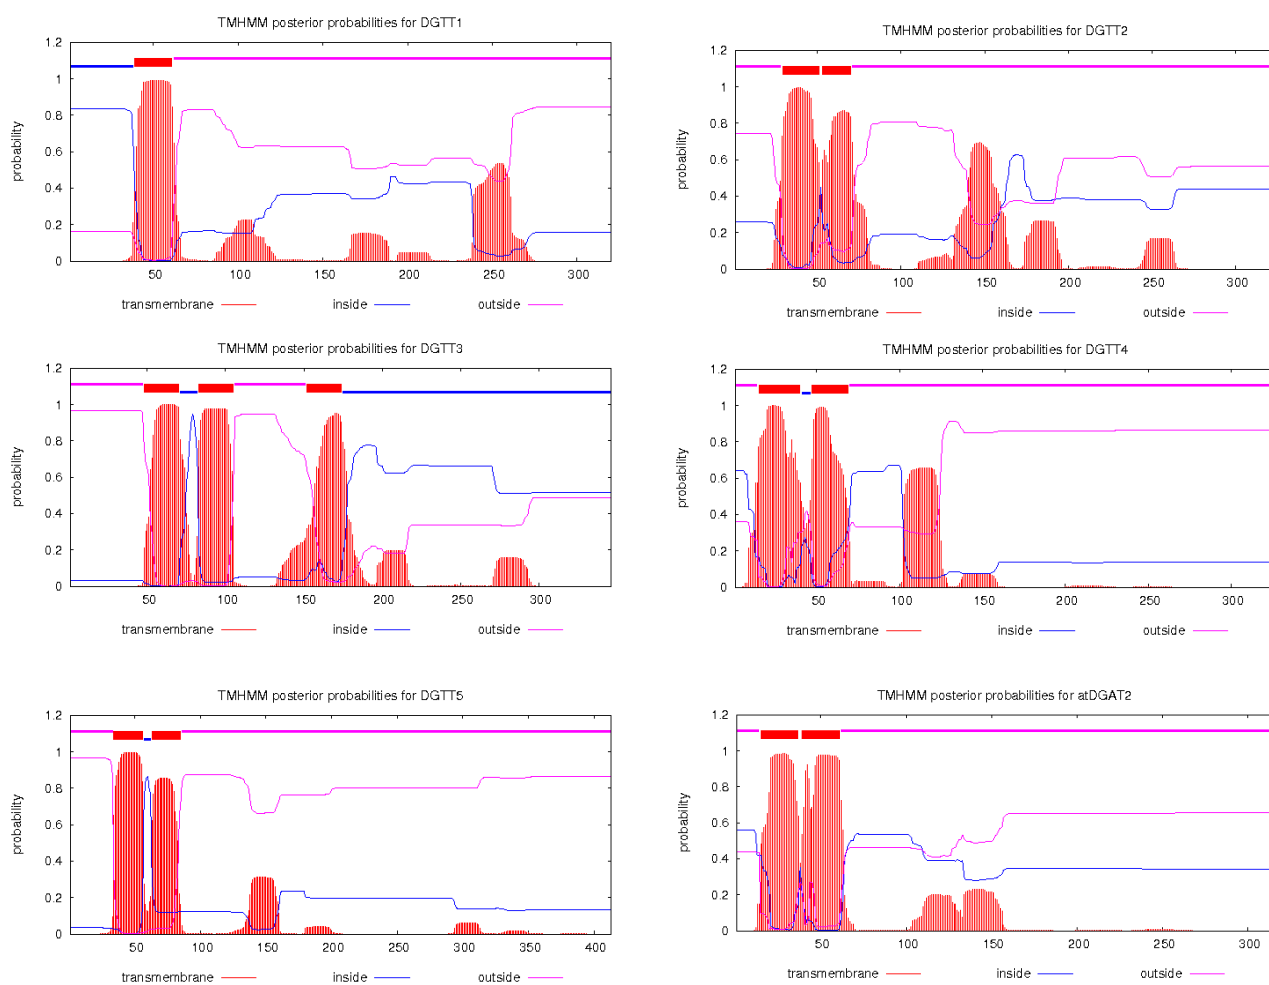 TMHMM posterior probabilities for DGTT1
1.2
1
0.8
0.6
0.4
0.2
0
probability
50 100 150 200 250 300
transmembrane inside outside
TMHMM posterior probabilities for DGTT2
1.2
1
0.8
0.6
0.4
0.2
0
probability
50 100 150 200 250 300
transmembrane inside outside
TMHMM posterior probabilities for DGTT3
1.2
1
0.8
0.6
0.4
0.2
0
probability
50 100 150 200 250 300
transmembrane inside outside
TMHMM posterior probabilities for DGTT4
1.2
1
0.8
0.6
0.4
0.2
0
probability
50 100 150 200 250 300
transmembrane inside outside
TMHMM posterior probabilities for DGTT5
1.2
1
0.8
0.6
0.4
0.2
0
probability
50 100 150 200 250 300 350 400
transmembrane inside outside
TMHMM posterior probabilities for atDGAT2
1.2
1
0.8
0.6
0.4
0.2
0
probability
50 100 150 200 250 300
transmembrane inside outside